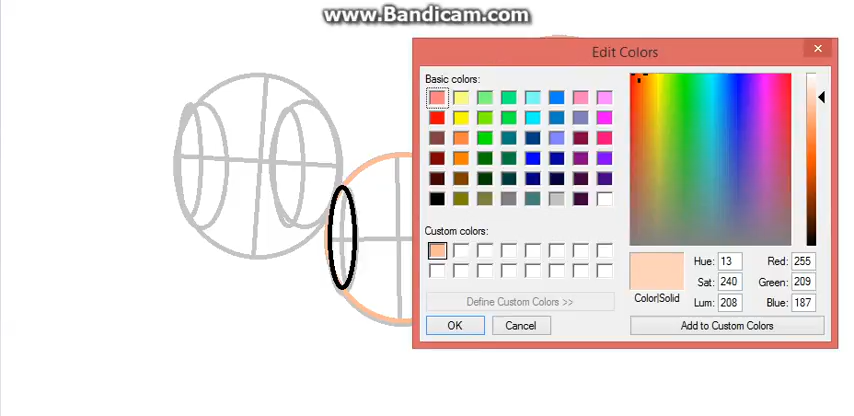 www.Bandicam.com
Edit Colors
Basic colors:
Custom colors:
Define Custom Colors >>
OK
Cancel
Hue: 13
Red: 255
Sat: 240
Green: 209
Color|Solid
Lum: 208
Blue: 187
Add to Custom Colors